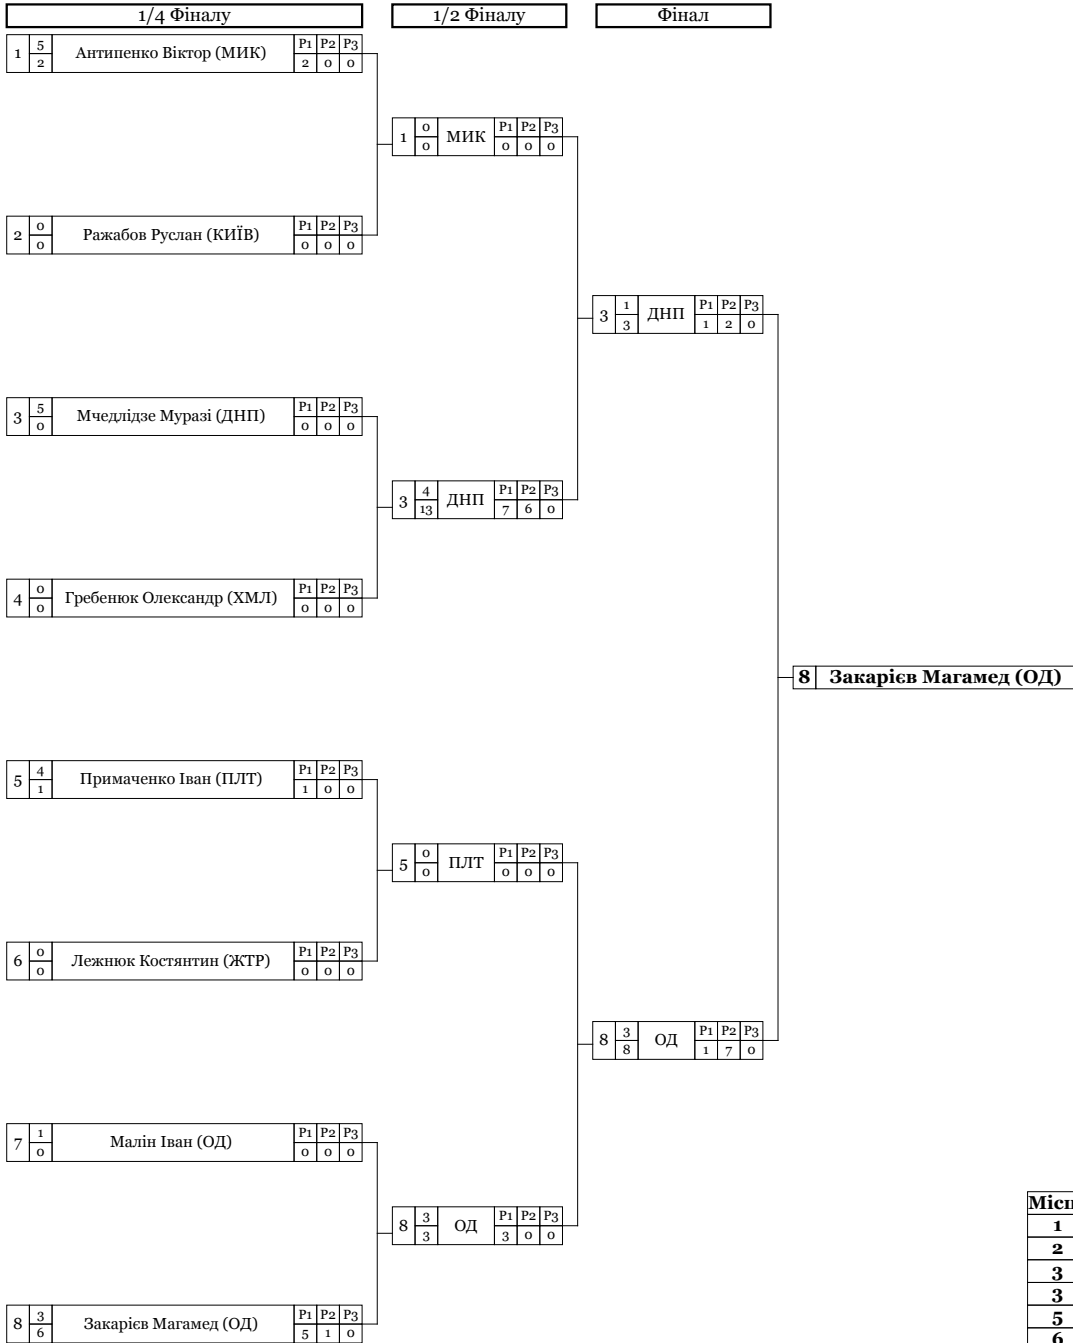 1/4 Фіналу 1/2 Фіналу Фінал
1 5 2 Антипенко Віктор (МИК) P1 P2 P3 2 0 0
1 0 0 МИК P1 P2 P3 0 0 0
2 0 0 Ражабов Руслан (КИЇВ) P1 P2 P3 0 0 0
3 1 3 ДНП P1 P2 P3 1 2 0
3 5 0 Мчедлідзе Муразі (ДНП) P1 P2 P3 0 0 0
3 4 13 ДНП P1 P2 P3 7 6 0
4 0 0 Гребенюк Олександр (ХМЛ) P1 P2 P3 0 0 0
8 Закарієв Магамед (ОД)
5 4 1 Примаченко Іван (ПЛТ) P1 P2 P3 1 0 0
5 0 0 ПЛТ P1 P2 P3 0 0 0
6 0 0 Лежнюк Костянтин (ЖТР) P1 P2 P3 0 0 0
8 3 8 ОД P1 P2 P3 1 7 0
7 1 0 Малін Іван (ОД) P1 P2 P3 0 0 0
Місц
1
8 3 3 ОД P1 P2 P3 3 0 0
2
3
3
5
8 3 6 Закарієв Магамед (ОД) P1 P2 P3 5 1 0
6